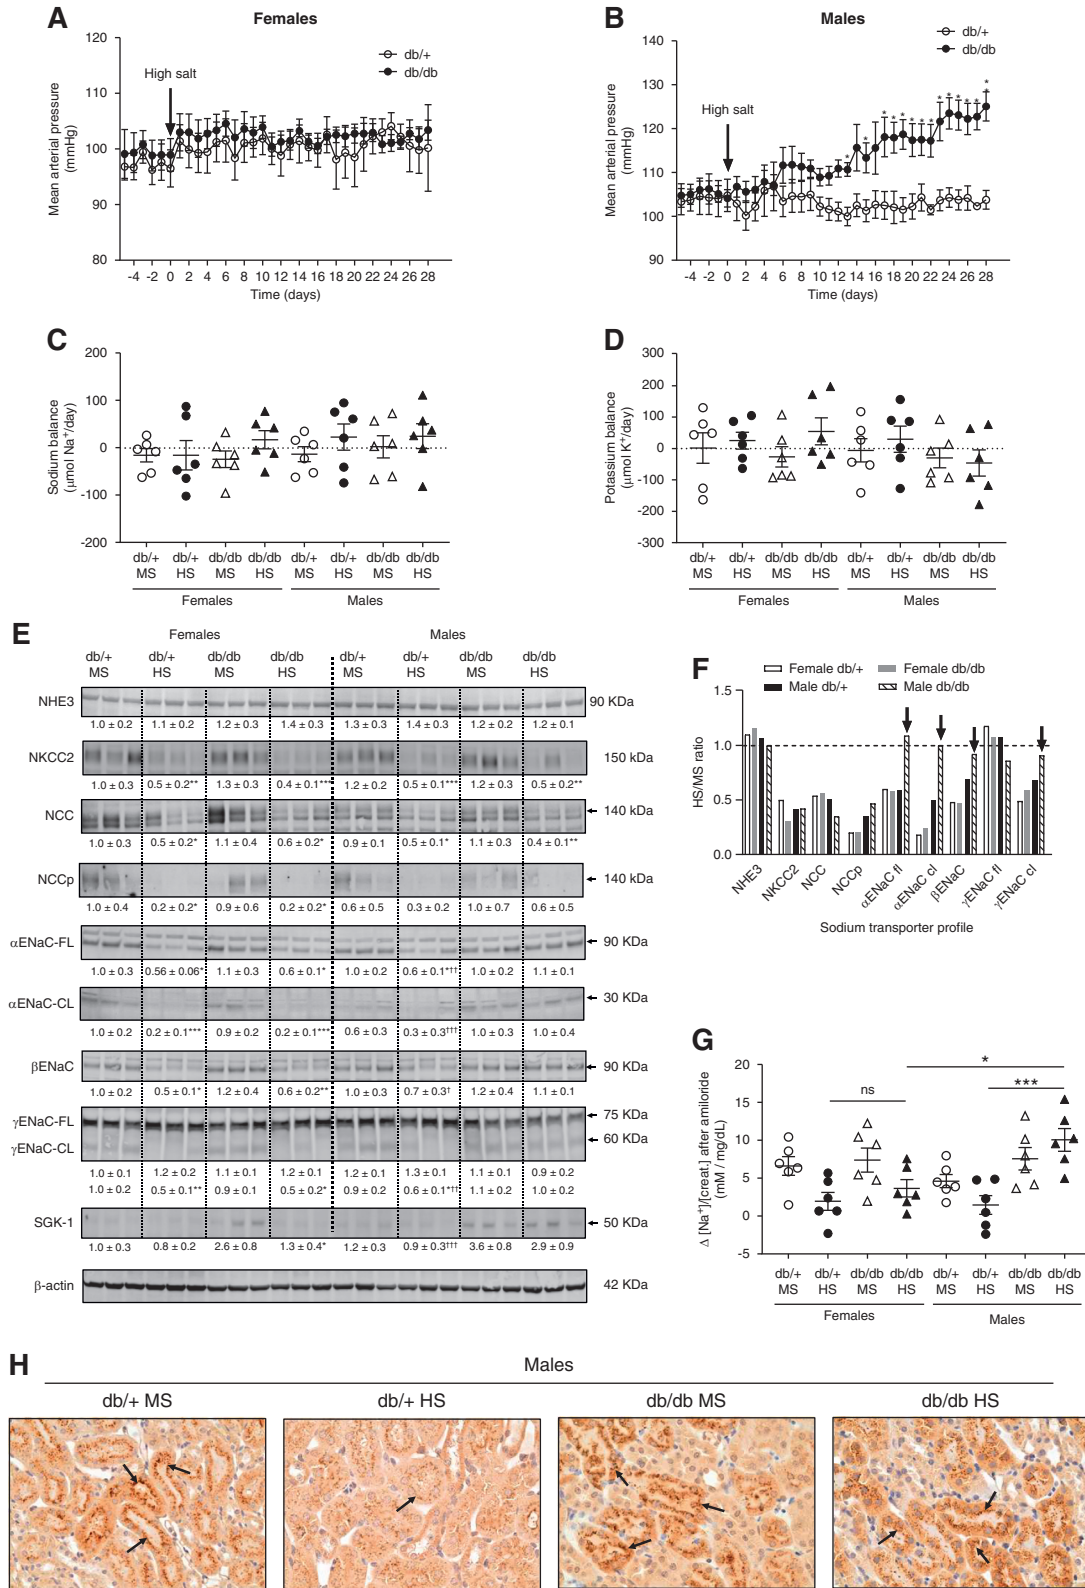 A
Females
120
110
100
90
80
Mean arterial pressure
(mmHg)
High salt
db/+
db/db
-4 -2 0 2 4 6 8 10 12 14 16 18 20 22 24 26 28
Time (days)
B
Males
140
130
120
110
100
90
Mean arterial pressure
(mmHg)
High salt
db/+
db/db
* * * * * * * * * * * * * * *
-4 -2 0 2 4 6 8 10 12 14 16 18 20 22 24 26 28
Time (days)
C
200
100
0
-100
-200
Sodium balance
(μmol Na⁺/day)
db/+ db/+ db/db db/db db/+ db/+ db/db db/db
MS HS MS HS MS HS MS HS
Females Males
D
300
200
100
0
-100
-200
-300
Potassium balance
(μmol K⁺/day)
db/+ db/+ db/db db/db db/+ db/+ db/db db/db
MS HS MS HS MS HS MS HS
Females Males
E
Females Males
db/+ db/+ db/db db/db db/+ db/+ db/db db/db
MS HS MS HS MS HS MS HS
NHE3 90 KDa
1.0 ± 0.2 1.1 ± 0.2 1.2 ± 0.3 1.4 ± 0.3 1.3 ± 0.3 1.4 ± 0.3 1.2 ± 0.2 1.2 ± 0.1
NKCC2 150 kDa
1.0 ± 0.3 0.5 ± 0.2** 1.3 ± 0.3 0.4 ± 0.1*** 1.2 ± 0.2 0.5 ± 0.1*** 1.2 ± 0.3 0.5 ± 0.2**
NCC 140 kDa
1.0 ± 0.3 0.5 ± 0.2* 1.1 ± 0.4 0.6 ± 0.2* 0.9 ± 0.1 0.5 ± 0.1* 1.1 ± 0.3 0.4 ± 0.1**
NCCp 140 kDa
1.0 ± 0.4 0.2 ± 0.2* 0.9 ± 0.6 0.2 ± 0.2* 0.6 ± 0.5 0.3 ± 0.2 1.0 ± 0.7 0.6 ± 0.5
αENaC-FL 90 KDa
1.0 ± 0.3 0.56 ± 0.06* 1.1 ± 0.3 0.6 ± 0.1* 1.0 ± 0.2 0.6 ± 0.1*†† 1.0 ± 0.2 1.1 ± 0.1
αENaC-CL 30 KDa
1.0 ± 0.2 0.2 ± 0.1*** 0.9 ± 0.2 0.2 ± 0.1*** 0.6 ± 0.3 0.3 ± 0.3††† 1.0 ± 0.3 1.0 ± 0.4
βENaC 90 KDa
1.0 ± 0.2 0.5 ± 0.1* 1.2 ± 0.4 0.6 ± 0.2** 1.0 ± 0.3 0.7 ± 0.3† 1.2 ± 0.4 1.1 ± 0.1
γENaC-FL 75 KDa
γENaC-CL 60 KDa
1.0 ± 0.1 1.2 ± 0.2 1.1 ± 0.1 1.2 ± 0.1 1.2 ± 0.1 1.3 ± 0.1 1.1 ± 0.1 0.9 ± 0.2
1.0 ± 0.2 0.5 ± 0.1** 0.9 ± 0.1 0.5 ± 0.2* 0.9 ± 0.2 0.6 ± 0.1*†† 1.1 ± 0.2 1.0 ± 0.2
SGK-1 50 KDa
1.0 ± 0.3 0.8 ± 0.2 2.6 ± 0.8 1.3 ± 0.4* 1.2 ± 0.3 0.9 ± 0.3††† 3.6 ± 0.8 2.9 ± 0.9
β-actin 42 KDa
F
Female db/+ Female db/db
Male db/+ Male db/db
1.5
1.0
0.5
0.0
HS/MS ratio
NHE3 NKCC2 NCC NCCp αENaC fl αENaC cl βENaC γENaC fl γENaC cl
Sodium transporter profile
G
20
15
10
5
0
-5
Δ [Na⁺]/[creat.] after amiloride
(mM / mg/dL)
*
ns ***
db/+ db/+ db/db db/db db/+ db/+ db/db db/db
MS HS MS HS MS HS MS HS
Females Males
H
Males
db/+ MS db/+ HS db/db MS db/db HS